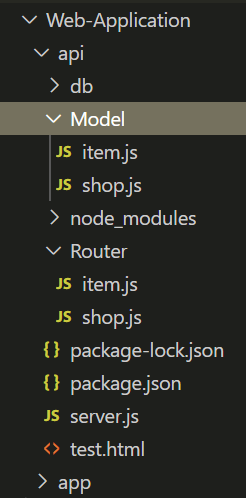 Web-Application
api
db
Model
JS item.js
JS shop.js
node_modules
Router
JS item.js
JS shop.js
{} package-lock.json
{} package.json
JS server.js
<> test.html
app